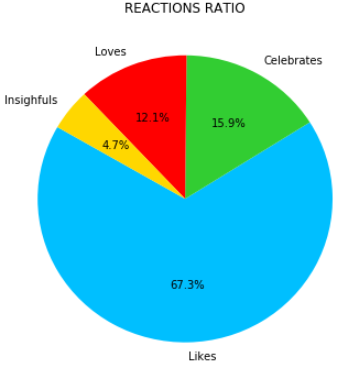 REACTIONS RATIO
Loves
Celebrates
Insighfuls
12.1%
15.9%
4.7%
67.3%
Likes